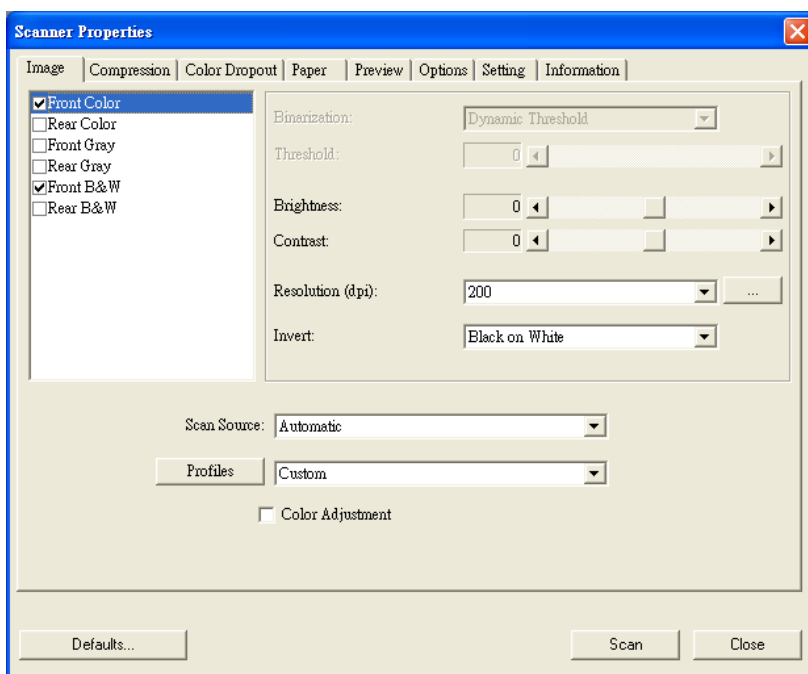 Scanner Properties
Image Compression Color Dropout Paper Preview Options Setting Information
Front Color
Rear Color
Front Gray
Rear Gray
Front B&W
Rear B&W
Binarization: Dynamic Threshold
Threshold: 0
Brightness: 0
Contrast: 0
Resolution (dpi): 200 ...
Invert: Black on White
Scan Source: Automatic
Profiles Custom
Color Adjustment
Defaults... Scan Close